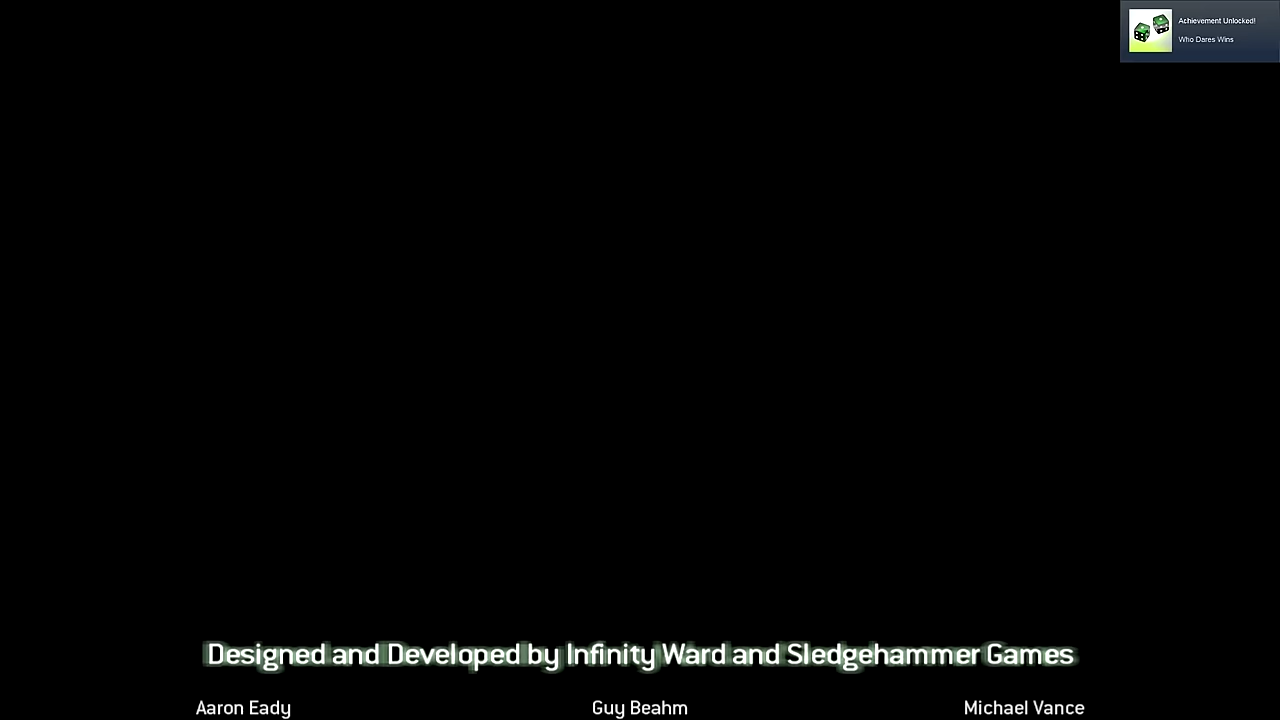 Achievement Unlocked!
Who Dares Wins
Designed and Developed by Infinity Ward and Sledgehammer Games
Aaron Eady Guy Beahm Michael Vance